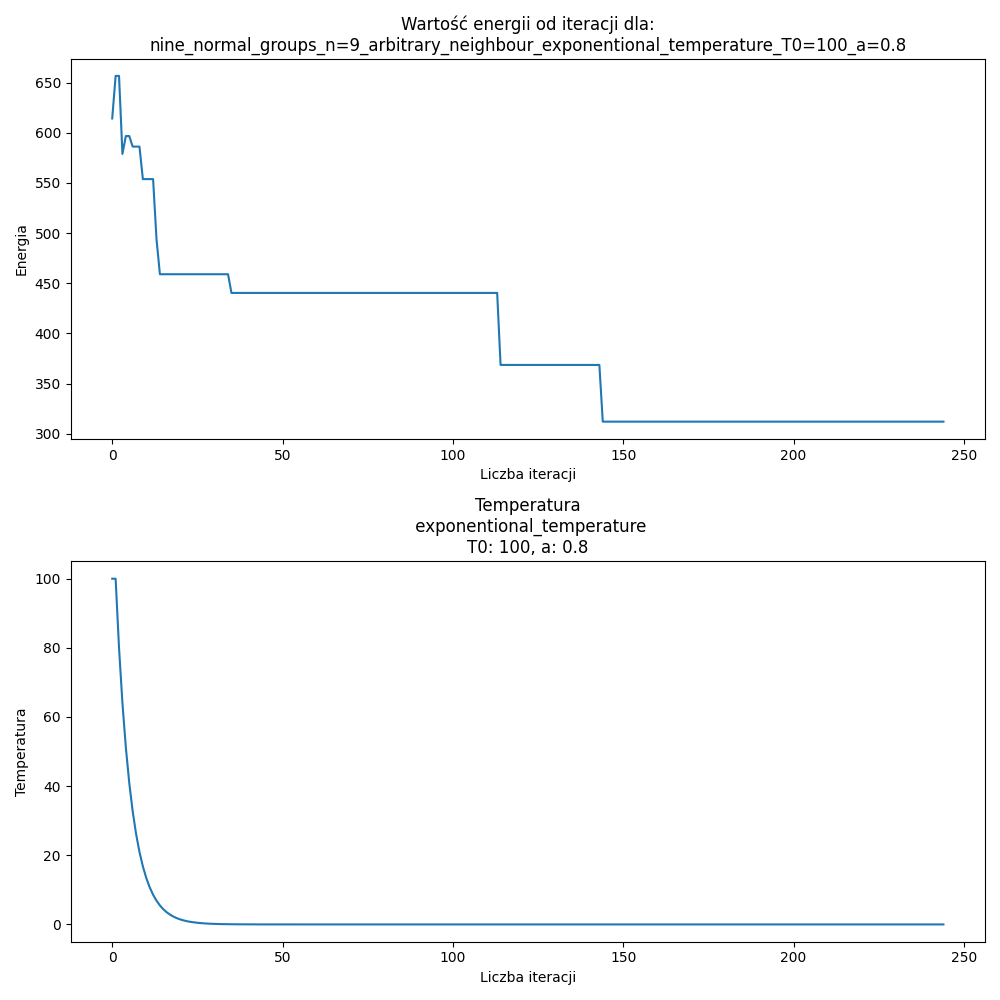 Wartość energii od iteracji dla:
nine_normal_groups_n=9_arbitrary_neighbour_exponentional_temperature_T0=100_a=0.8
650
600
550
500
450
400
350
300
Energia
0 50 100 150 200 250
Liczba iteracji
Temperatura
exponentional_temperature
T0: 100, a: 0.8
100
80
60
40
20
0
Temperatura
0 50 100 150 200 250
Liczba iteracji